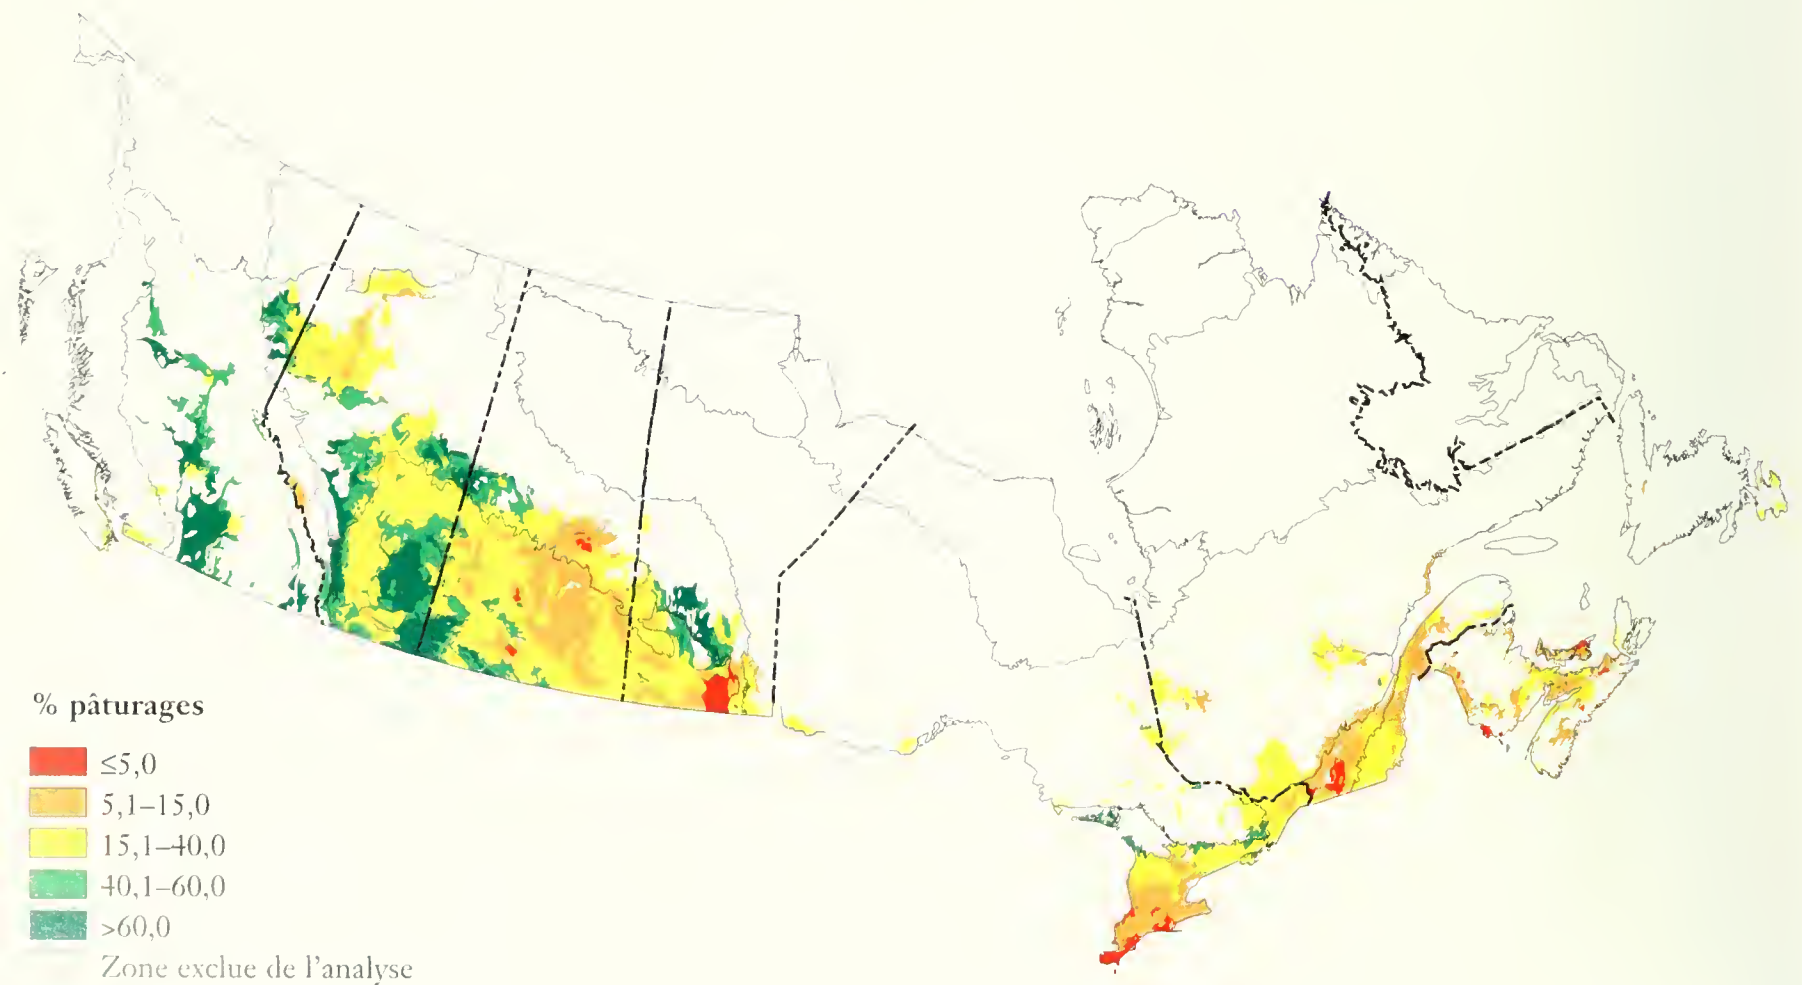 % pâturages
≤5,0
5,1–15,0
15,1–40,0
40,1–60,0
>60,0
Zone exclue de l'analyse